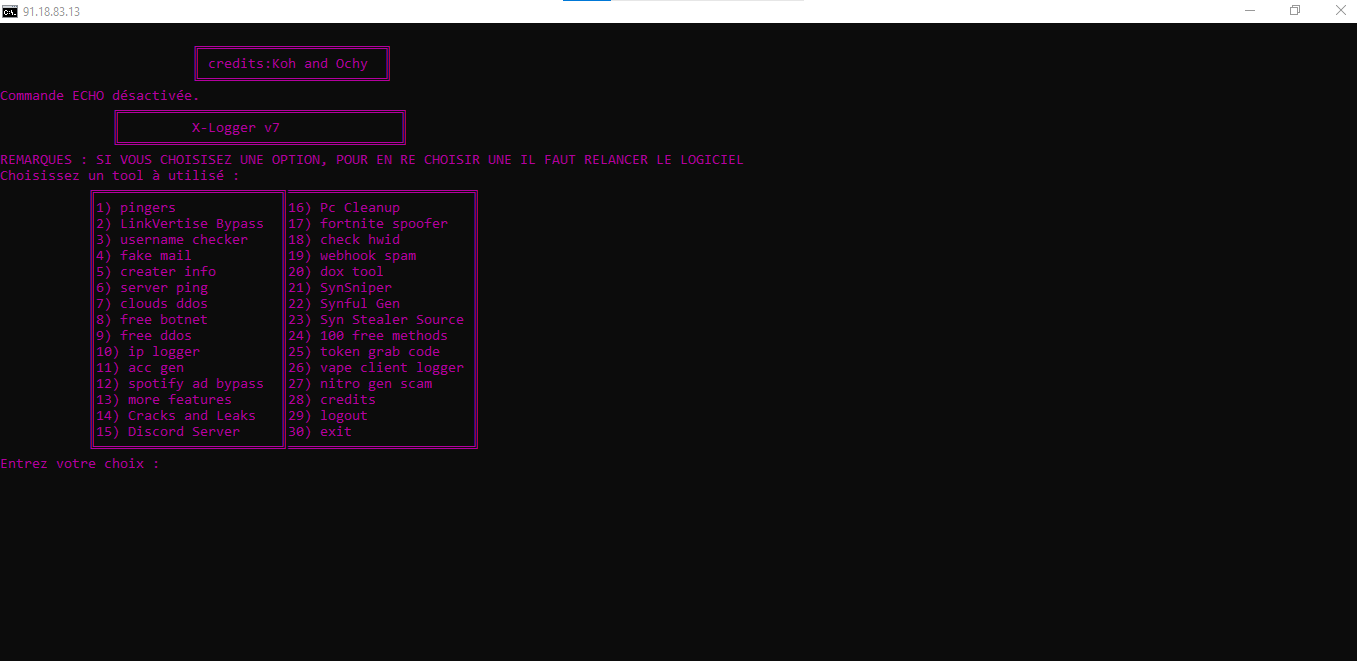 91.18.83.13
credits:Koh and Ochy
Commande ECHO désactivée.
X-Logger v7
REMARQUES : SI VOUS CHOISISEZ UNE OPTION, POUR EN RE CHOISIR UNE IL FAUT RELANCER LE LOGICIEL
Choisissez un tool à utilisé :
1) pingers 16) Pc Cleanup
2) LinkVertise Bypass 17) fortnite spoofer
3) username checker 18) check hwid
4) fake mail 19) webhook spam
5) creater info 20) dox tool
6) server ping 21) SynSniper
7) clouds ddos 22) Synful Gen
8) free botnet 23) Syn Stealer Source
9) free ddos 24) 100 free methods
10) ip logger 25) token grab code
11) acc gen 26) vape client logger
12) spotify ad bypass 27) nitro gen scam
13) more features 28) credits
14) Cracks and Leaks 29) logout
15) Discord Server 30) exit
Entrez votre choix :